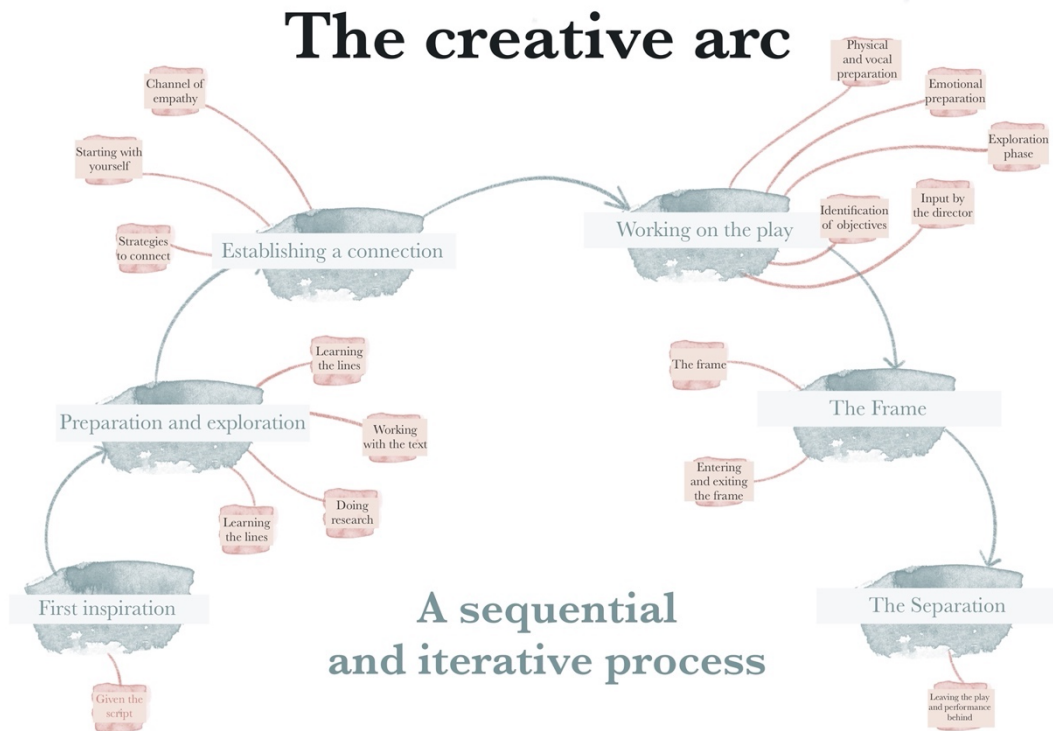 The creative arc
Physical
and vocal
preparation
Channel of
empathy
Emotional
preparation
Starting with
yourself
Exploration
phase
Strategies
to connect
Establishing a connection
Working on the play
Identification
of objectives
Input by
the director
Learning
the lines
The frame
Preparation and exploration
Working
with the text
The Frame
Entering
and exiting
the frame
Learning
the lines
Doing
research
First inspiration
A sequential
and iterative process
The Separation
Given the
script
Leaving the play
and performance
behind